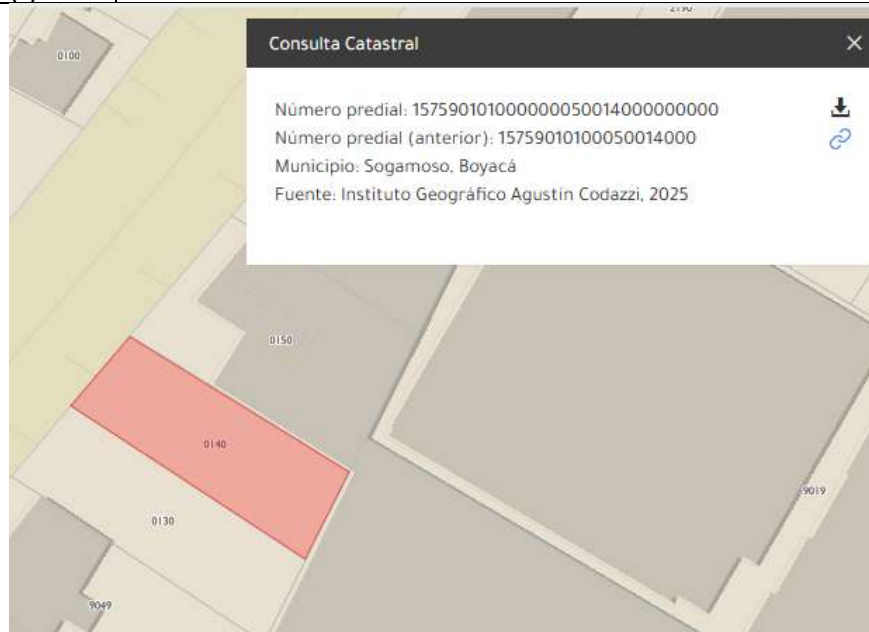 2190
0100
Consulta Catastral
Número predial: 157590101000000050014000000000
Número predial (anterior): 15759010100050014000
Municipio: Sogamoso, Boyacá
Fuente: Instituto Geográfico Agustín Codazzi, 2025
0150
0140
9019
0130
9049